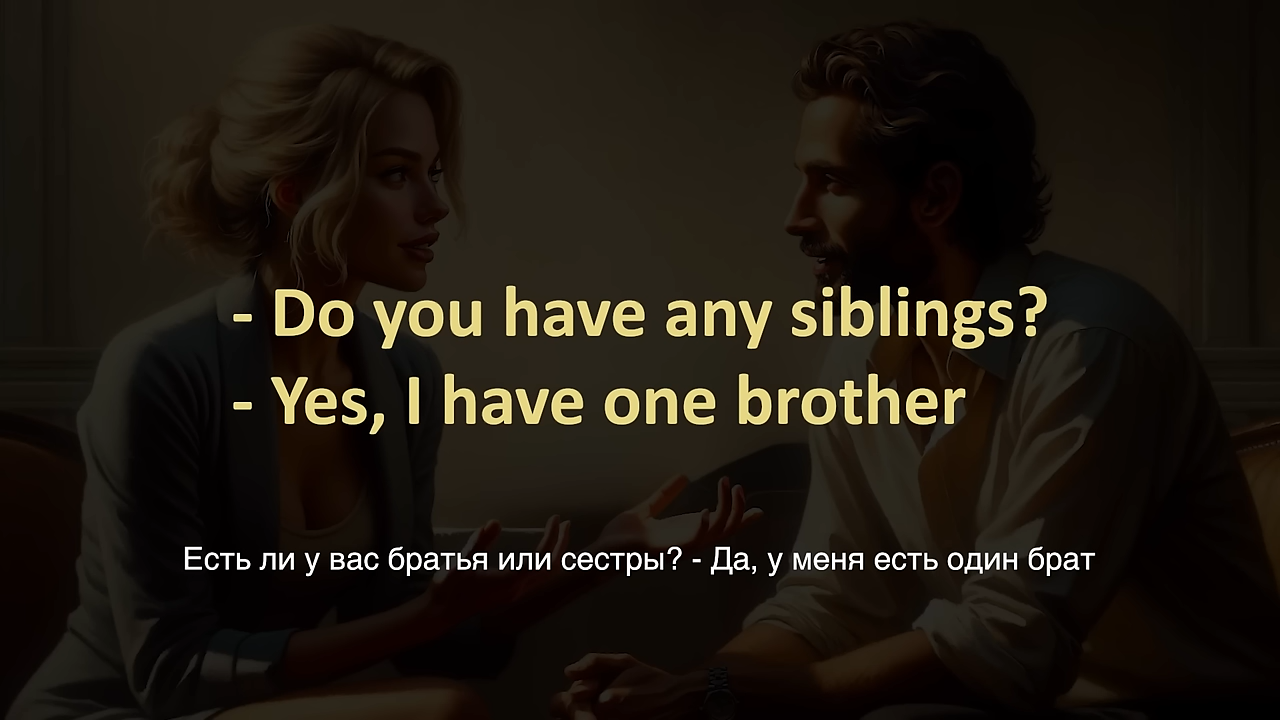 - Do you have any siblings?
- Yes, I have one brother
Есть ли у вас братья или сестры? - Да, у меня есть один брат